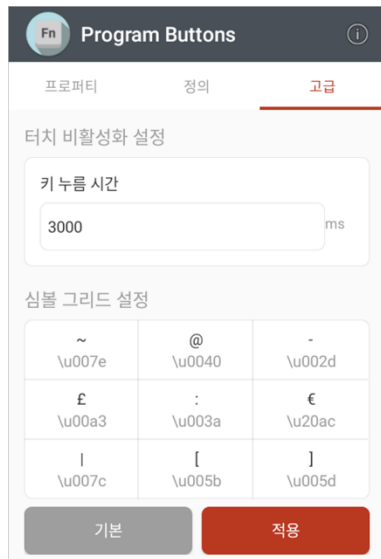 Fn Program Buttons
프로퍼티 정의 고급
터치 비활성화 설정
키 누름 시간
3000 ms
심볼 그리드 설정
~ @ -
\u007e \u0040 \u002d
£ : €
\u00a3 \u003a \u20ac
| [ ]
\u007c \u005b \u005d
기본 적용